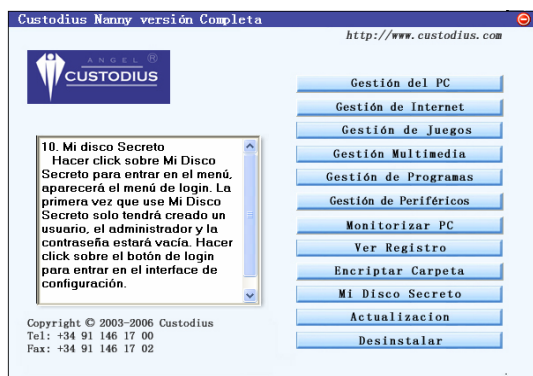 Custodius Nanny versión Completa
http://www.custodius.com
ANGEL ®
CUSTODIUS
10. Mi disco Secreto
Hacer click sobre Mi Disco
Secreto para entrar en el menú,
aparecerá el menú de login. La
primera vez que use Mi Disco
Secreto solo tendrá creado un
usuario, el administrador y la
contraseña estará vacía. Hacer
click sobre el botón de login
para entrar en el interface de
configuración.
Gestión del PC
Gestión de Internet
Gestión de Juegos
Gestión Multimedia
Gestión de Programas
Gestión de Periféricos
Monitorizar PC
Ver Registro
Encriptar Carpeta
Mi Disco Secreto
Actualizacion
Desinstalar
Copyright © 2003-2006 Custodius
Tel: +34 91 146 17 00
Fax: +34 91 146 17 02